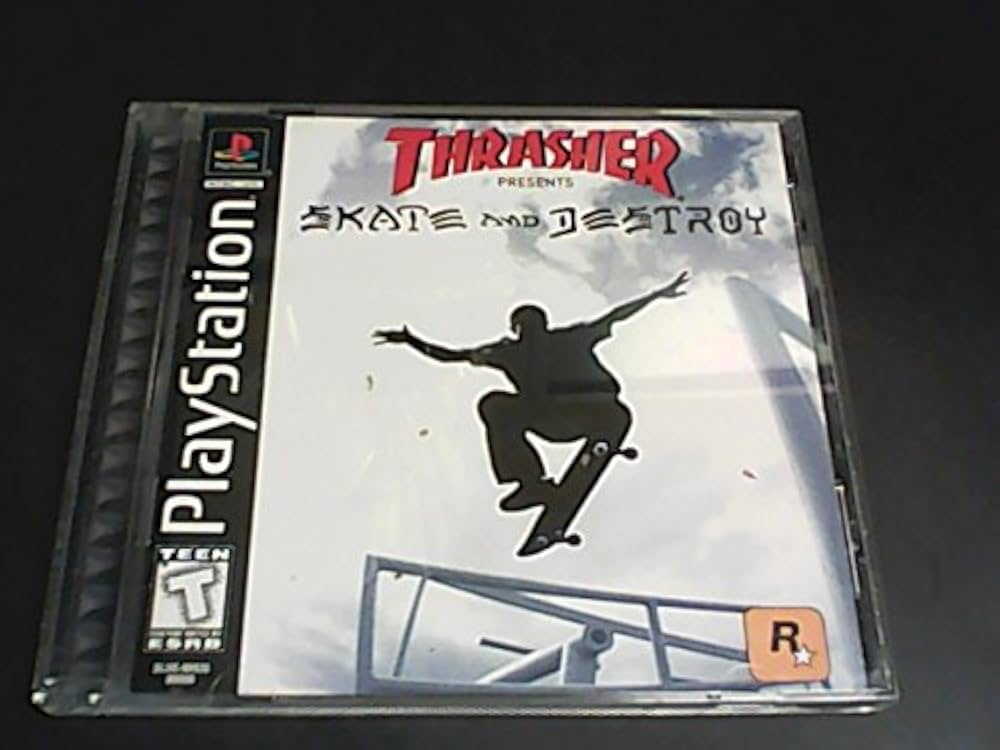 PlayStation
TEEN
T
ESRB
THRASHER
PRESENTS
SKATE AND DESTROY
R